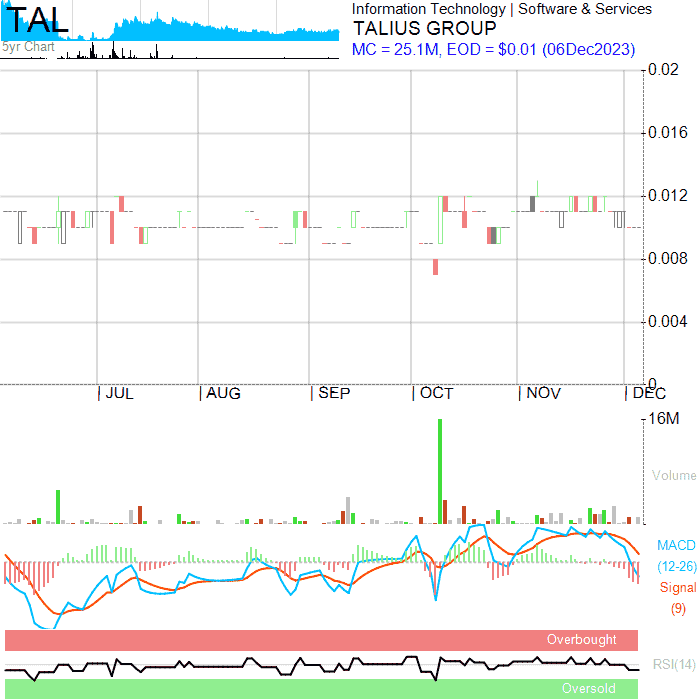 TAL
5yr Chart
Information Technology | Software & Services
TALIUS GROUP
MC = 25.1M, EOD = $0.01 (06Dec2023)
0.02
0.016
0.012
0.008
0.004
0
| JUL | AUG | SEP | OCT | NOV | DEC
16M
Volume
MACD
(12-26)
Signal
(9)
Overbought
RSI(14)
Oversold